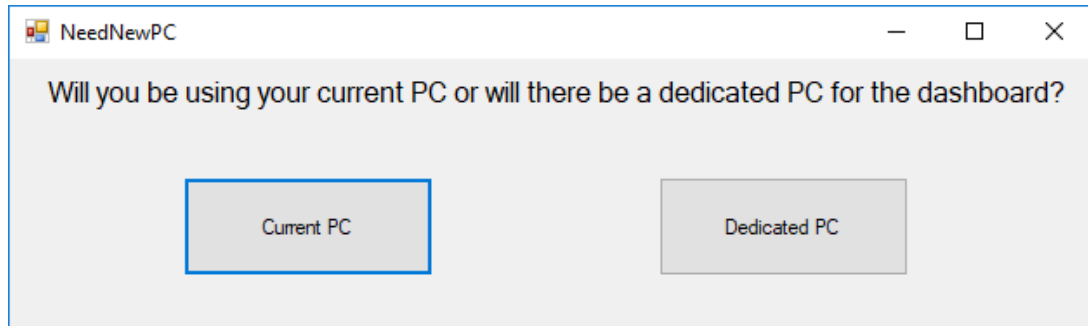 NeedNewPC
Will you be using your current PC or will there be a dedicated PC for the dashboard?
Current PC
Dedicated PC